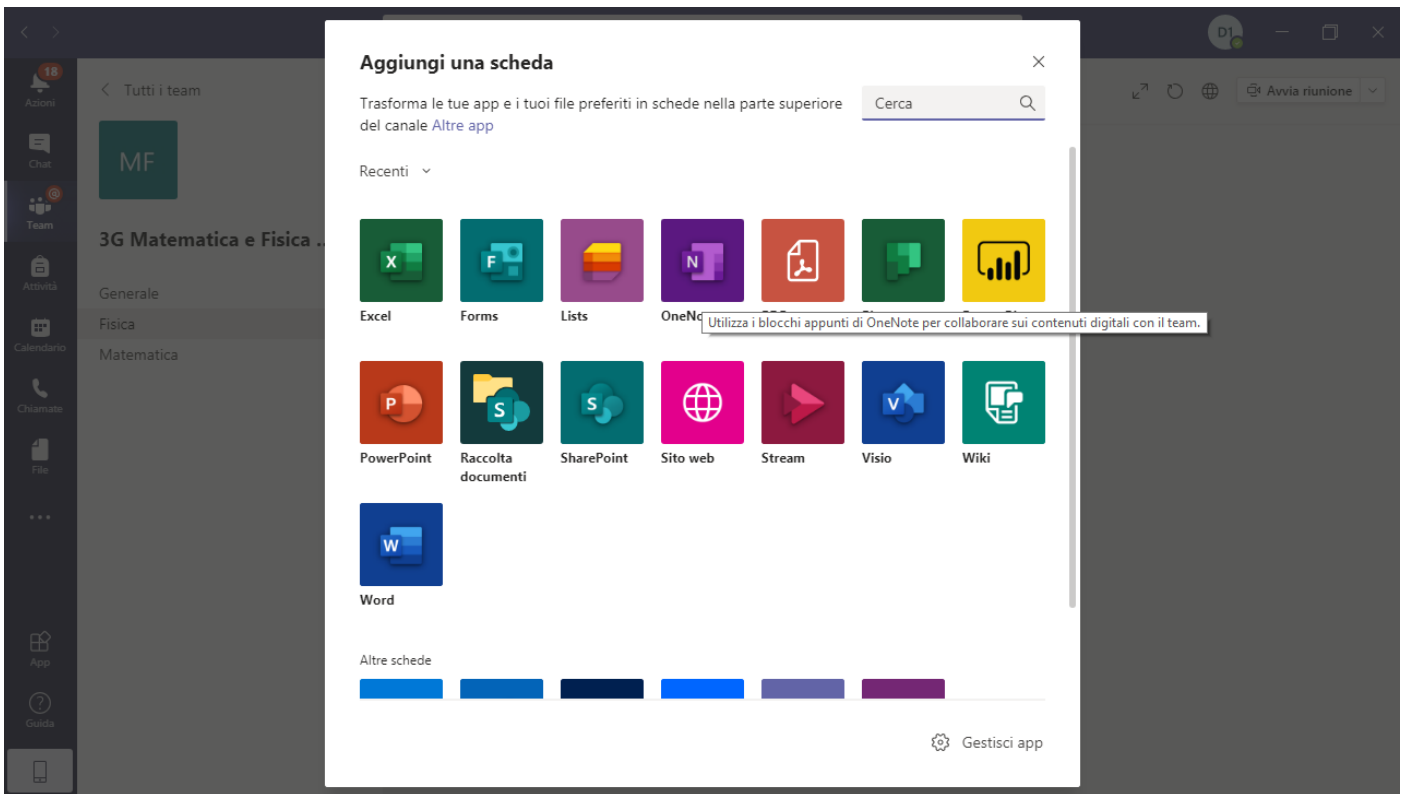 D1
18
Azioni
Tutti i team
Avvia riunione
Aggiungi una scheda
Trasforma le tue app e i tuoi file preferiti in schede nella parte superiore
del canale Altre app
Cerca
Chat
MF
Recenti
@
Team
3G Matematica e Fisica ..
Attività
Generale
Fisica
Calendario
Matematica
Chiamate
File
X
F
N
Excel
Forms
Lists
OneNo
Utilizza i blocchi appunti di OneNote per collaborare sui contenuti digitali con il team.
P
S
S
V
PowerPoint
Raccolta
documenti
SharePoint
Sito web
Stream
Visio
Wiki
W
Word
App
Altre schede
Guida
Gestisci app